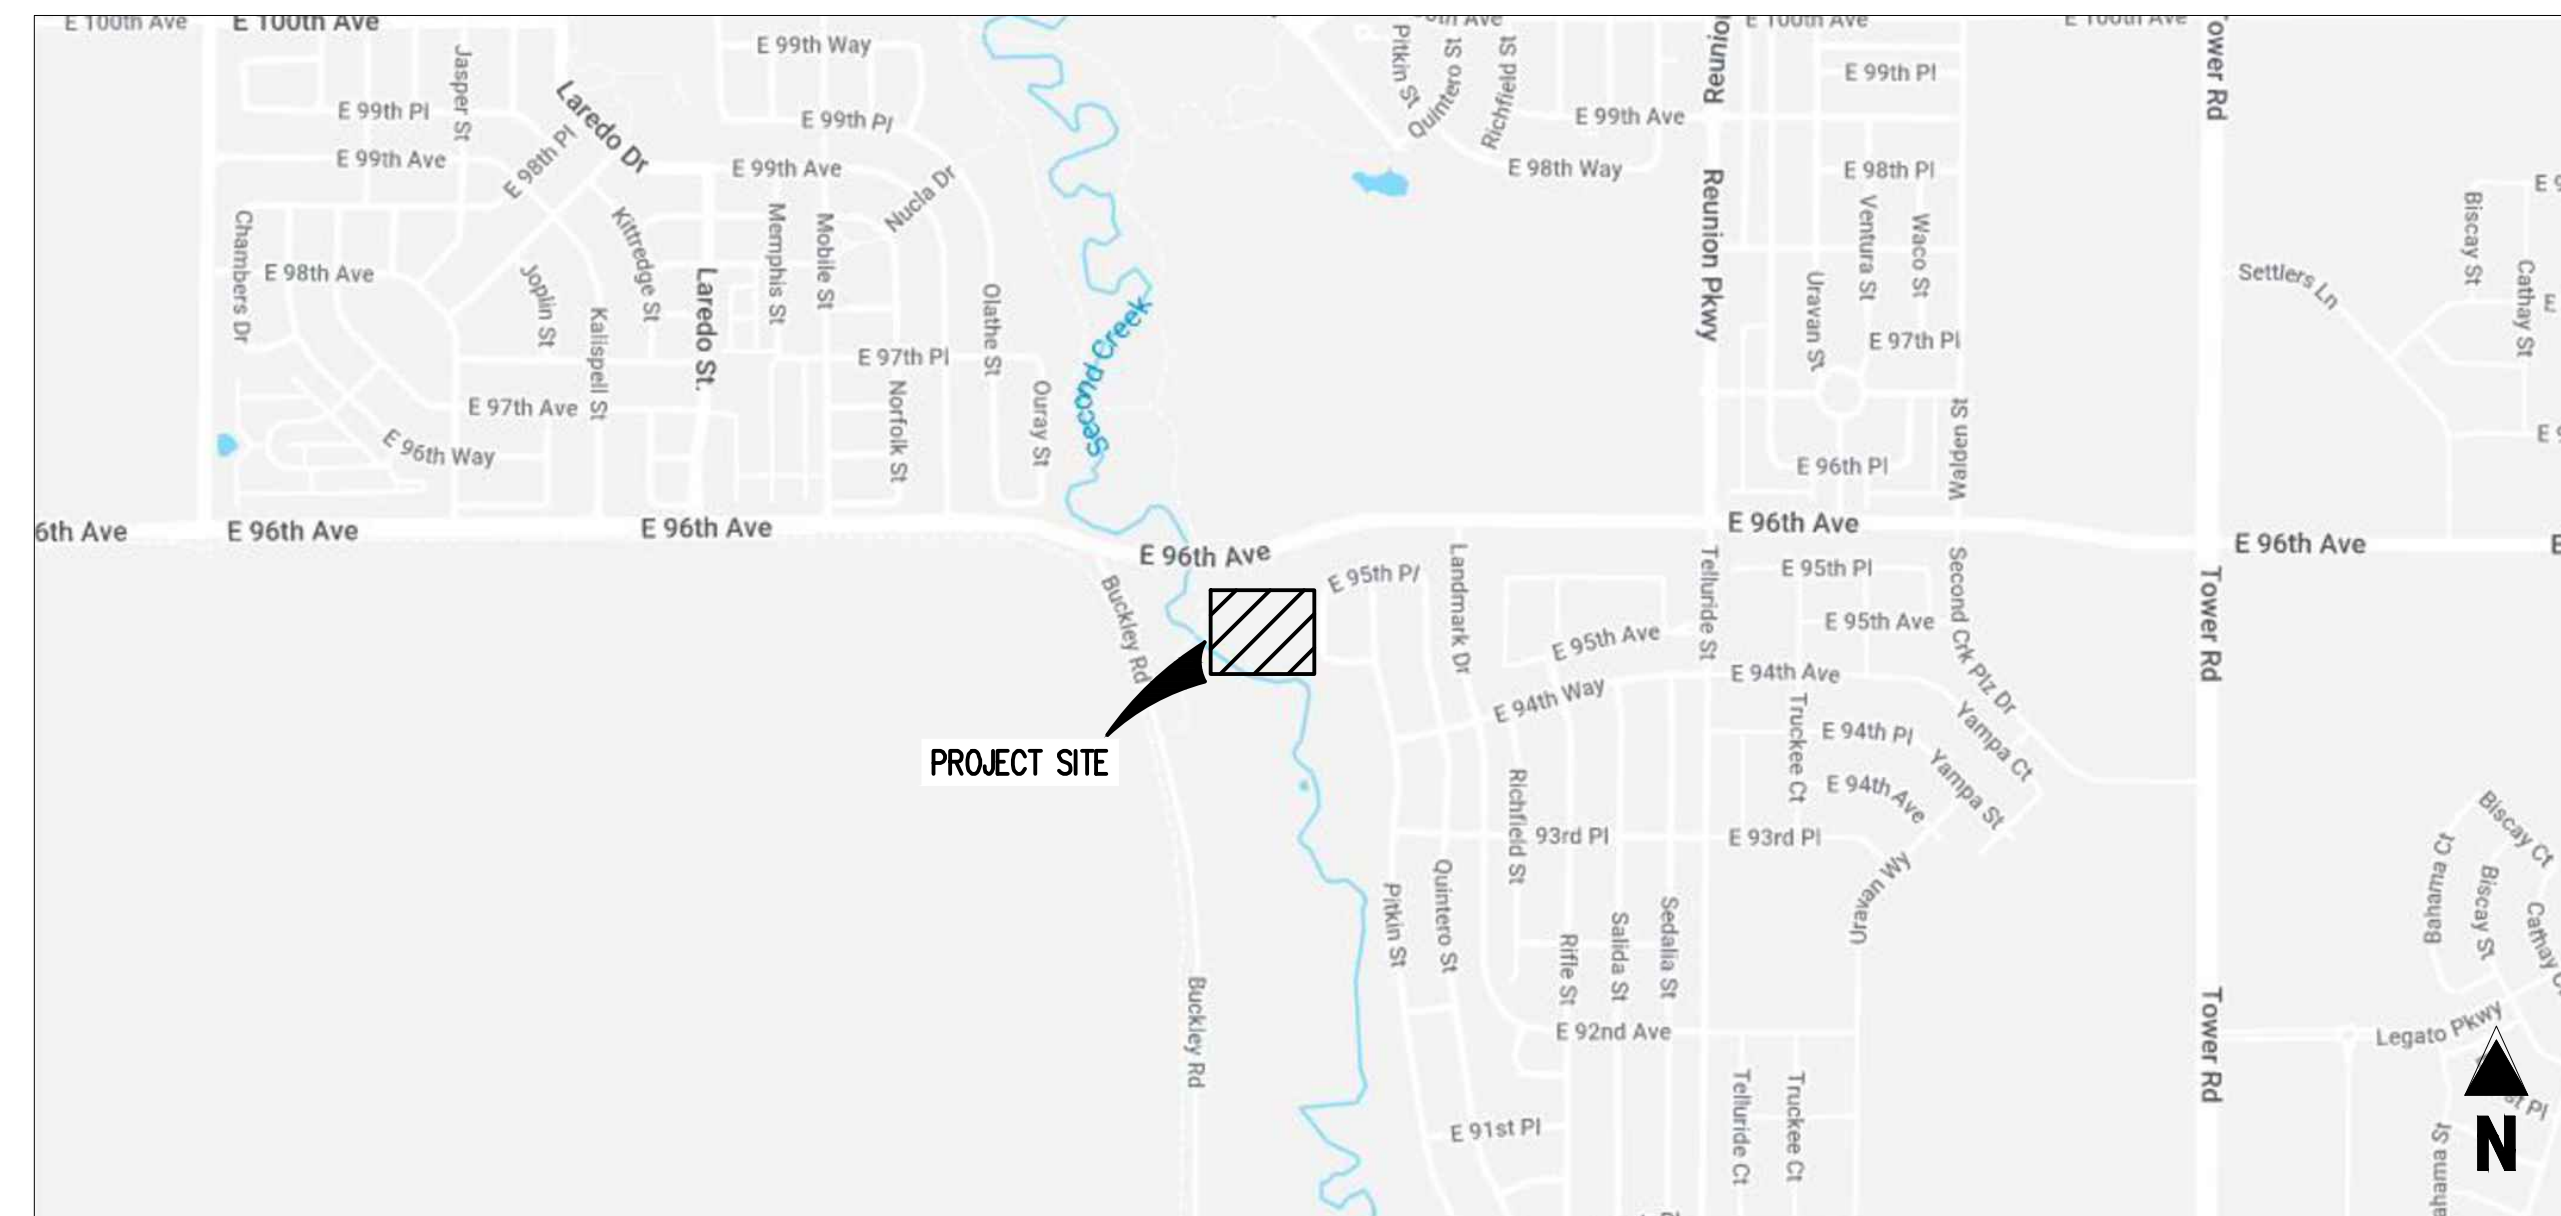 E 100th Ave
E 100th Ave
E 100th Ave
E 100th Ave
E 99th Way
Jasper St
Laredo Dr
E 99th Pl
E 99th Pl
E 99th Ave
E 98th Pl
E 99th Ave
Nucla Dr
Pitkin St
Quintero St
Richfield St
E 99th Ave
E 98th Way
Reunion
Reunion Pkwy
E 99th Pl
E 98th Pl
Ventura St
Waco St
Uravan St
E 97th Pl
Walden St
E 96th Pl
ower Rd
Settlers Ln
Biscay St
Cathay St
Chambers Dr
E 98th Ave
Joplin St
Kittredge St
Kalispell St
Laredo St.
Memphis St
Mobile St
Olathe St
E 97th Pl
Norfolk St
Ouray St
Second Creek
E 97th Ave
E 96th Way
6th Ave
E 96th Ave
E 96th Ave
E 96th Ave
E 96th Ave
E 96th Ave
Buckley Rd
E 95th Pl
Landmark Dr
Telluride St
E 95th Pl
E 95th Ave
E 95th Ave
Second Crk Plz Dr
Tower Rd
E 94th Way
E 94th Ave
Truckee Ct
E 94th Pl
Yampa Ct
Yampa St
E 94th Ave
PROJECT SITE
Richfield St
93rd Pl
E 93rd Pl
Uravan Wy
Biscay Ct
Bahama Ct
Biscay St
Cathay
Pitkin St
Quintero St
Rifle St
Salida St
Sedalia St
Buckley Rd
E 92nd Ave
Tower Rd
Legato Pkwy
Telluride Ct
Truckee Ct
E 91st Pl
st Pl
ahama St
N